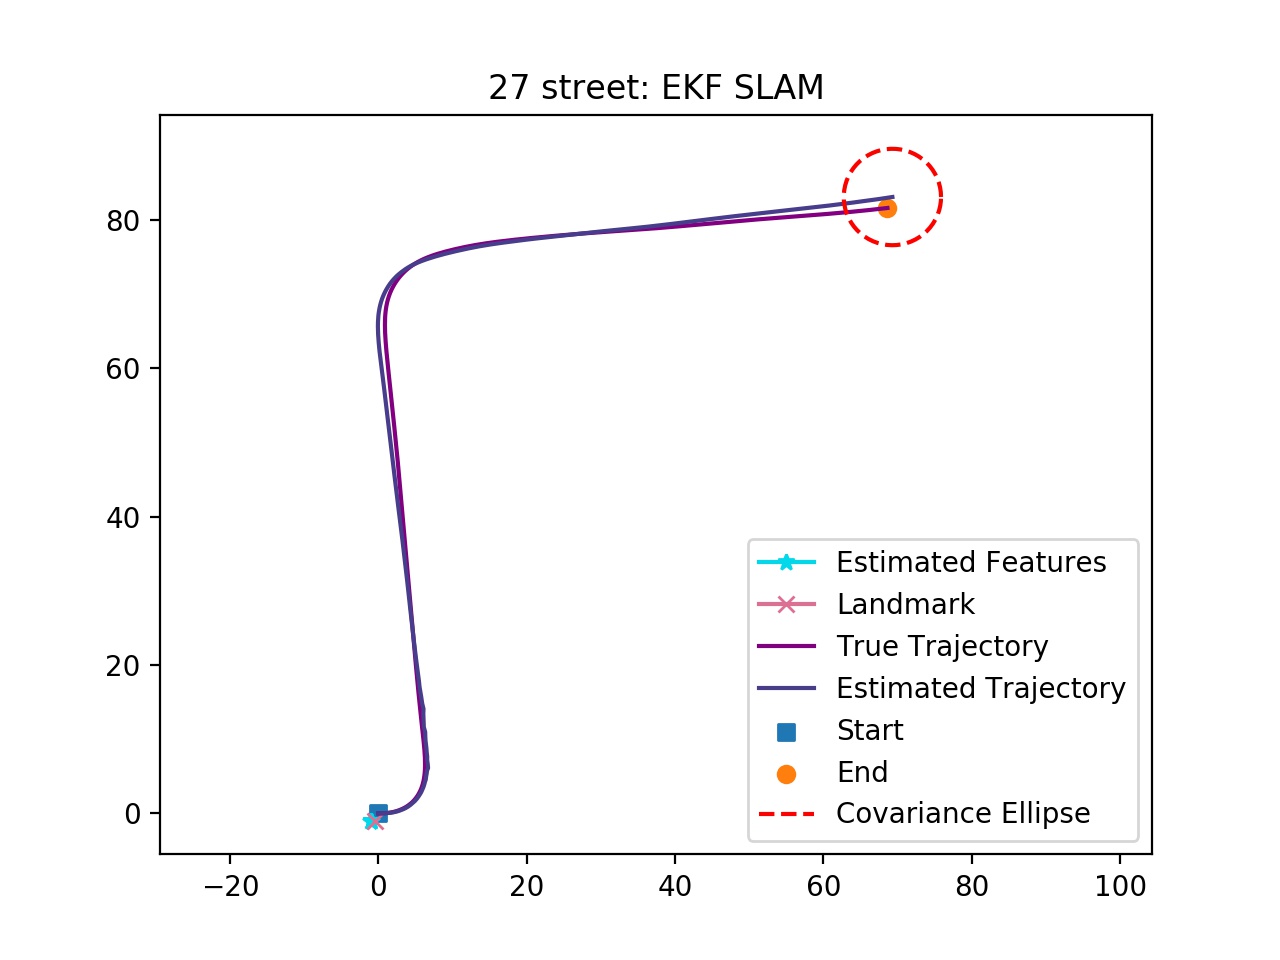 27 street: EKF SLAM
80
60
40
20
0
−20 0 20 40 60 80 100
Estimated Features
Landmark
True Trajectory
Estimated Trajectory
Start
End
Covariance Ellipse